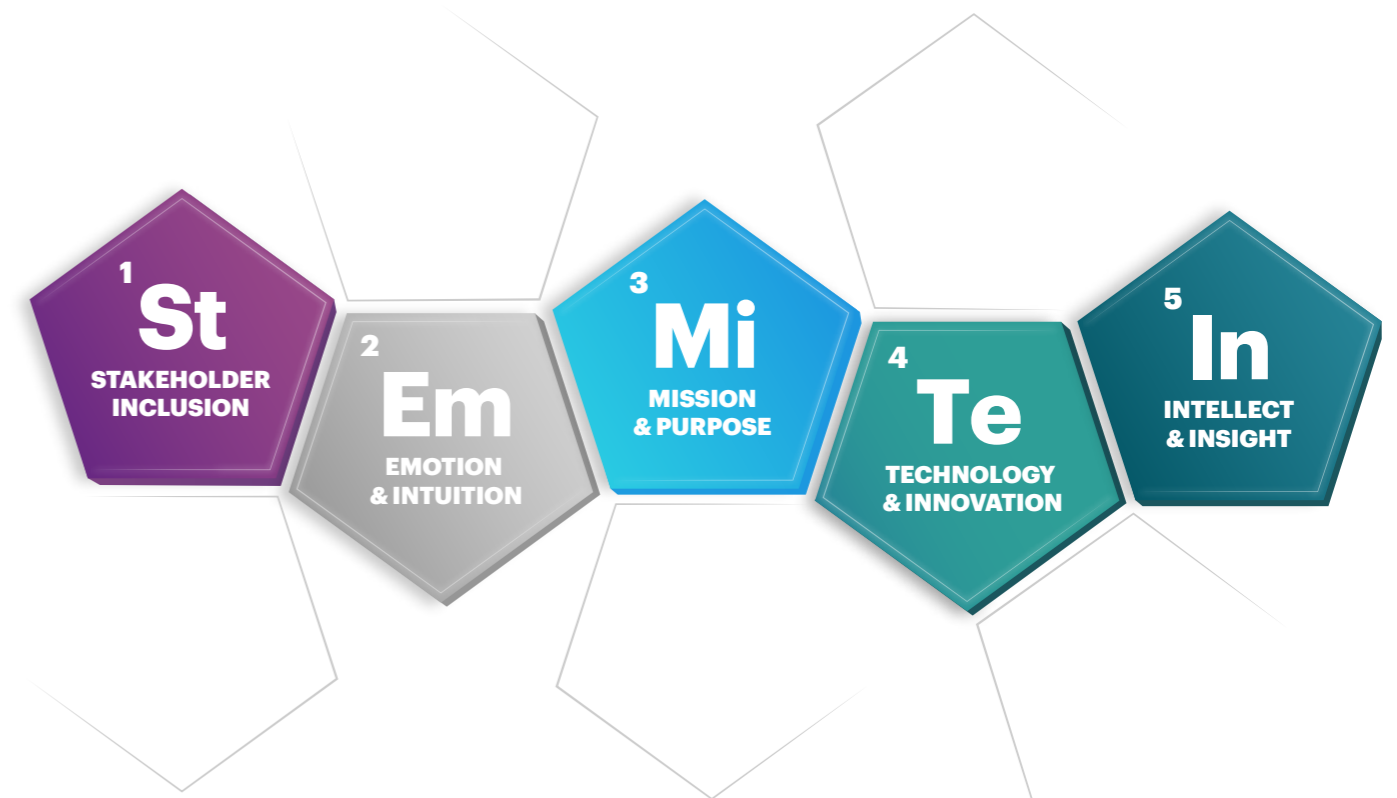 1
St
STAKEHOLDER
INCLUSION
2
Em
EMOTION
& INTUITION
3
Mi
MISSION
& PURPOSE
4
Te
TECHNOLOGY
& INNOVATION
5
In
INTELLECT
& INSIGHT